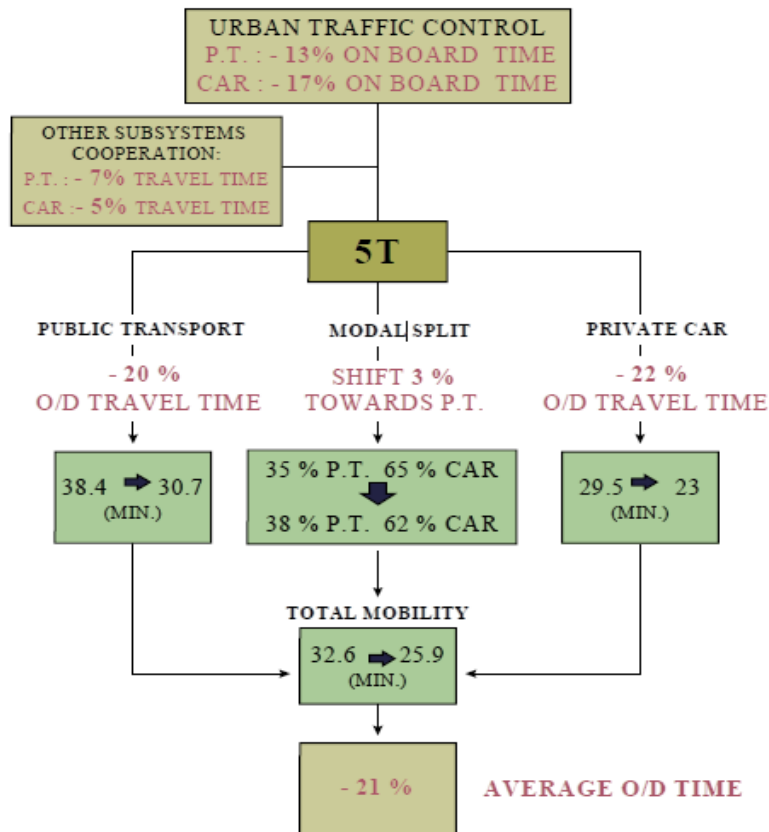 URBAN TRAFFIC CONTROL
P.T. : - 13% ON BOARD TIME
CAR : - 17% ON BOARD TIME
OTHER SUBSYSTEMS
COOPERATION:
P.T. : - 7% TRAVEL TIME
CAR :- 5% TRAVEL TIME
5T
PUBLIC TRANSPORT
- 20 %
O/D TRAVEL TIME
38.4 30.7
(MIN.)
MODAL SPLIT
SHIFT 3 %
TOWARDS P.T.
35 % P.T. 65 % CAR
38 % P.T. 62 % CAR
PRIVATE CAR
- 22 %
O/D TRAVEL TIME
29.5 23
(MIN.)
TOTAL MOBILITY
32.6 25.9
(MIN.)
- 21 %
AVERAGE O/D TIME